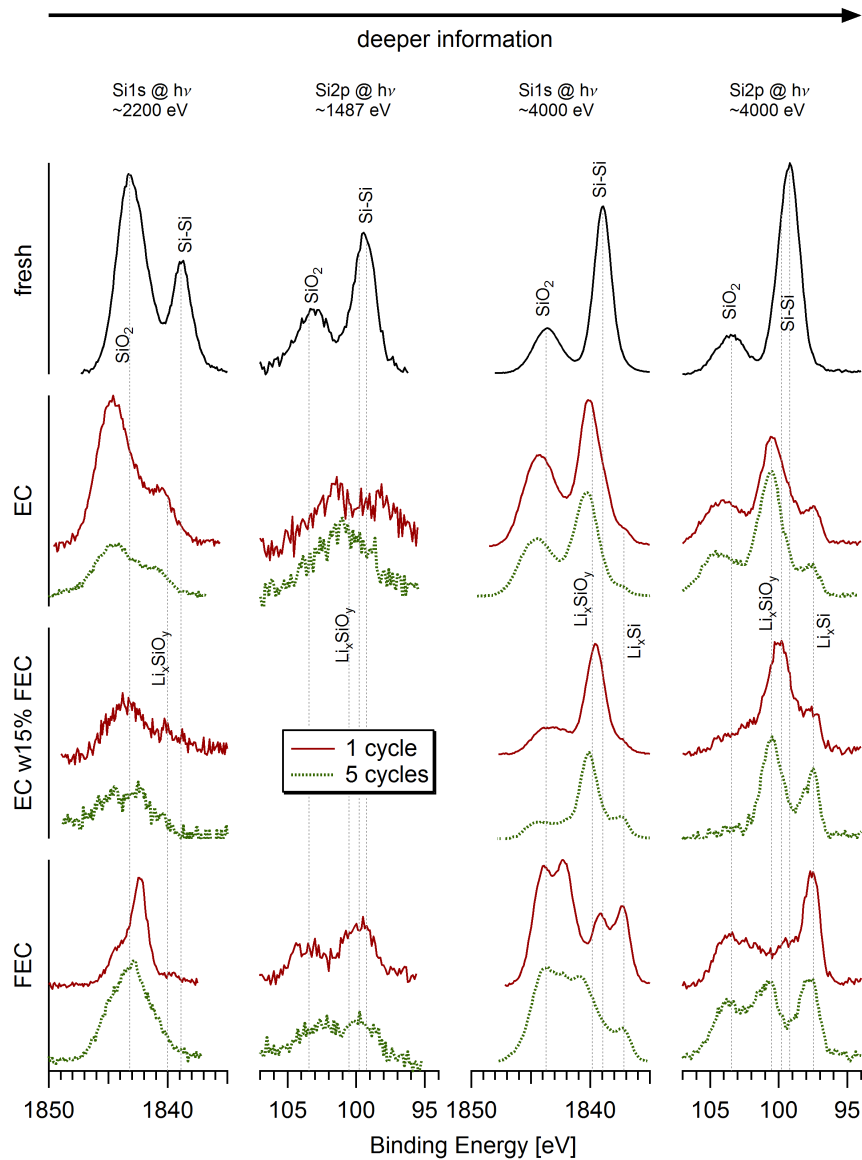 deeper information
Si1s @ hν
~2200 eV
Si2p @ hν
~1487 eV
Si1s @ hν
~4000 eV
Si2p @ hν
~4000 eV
fresh
SiO2
Si-Si
SiO2
Si-Si
SiO2
Si-Si
SiO2
Si-Si
EC
LixSiOy
LixSiOy
LixSiOy
LixSi
LixSiOy
LixSi
EC w15% FEC
1 cycle
5 cycles
FEC
1850
1840
105
100
95
1850
1840
105
100
95
Binding Energy [eV]